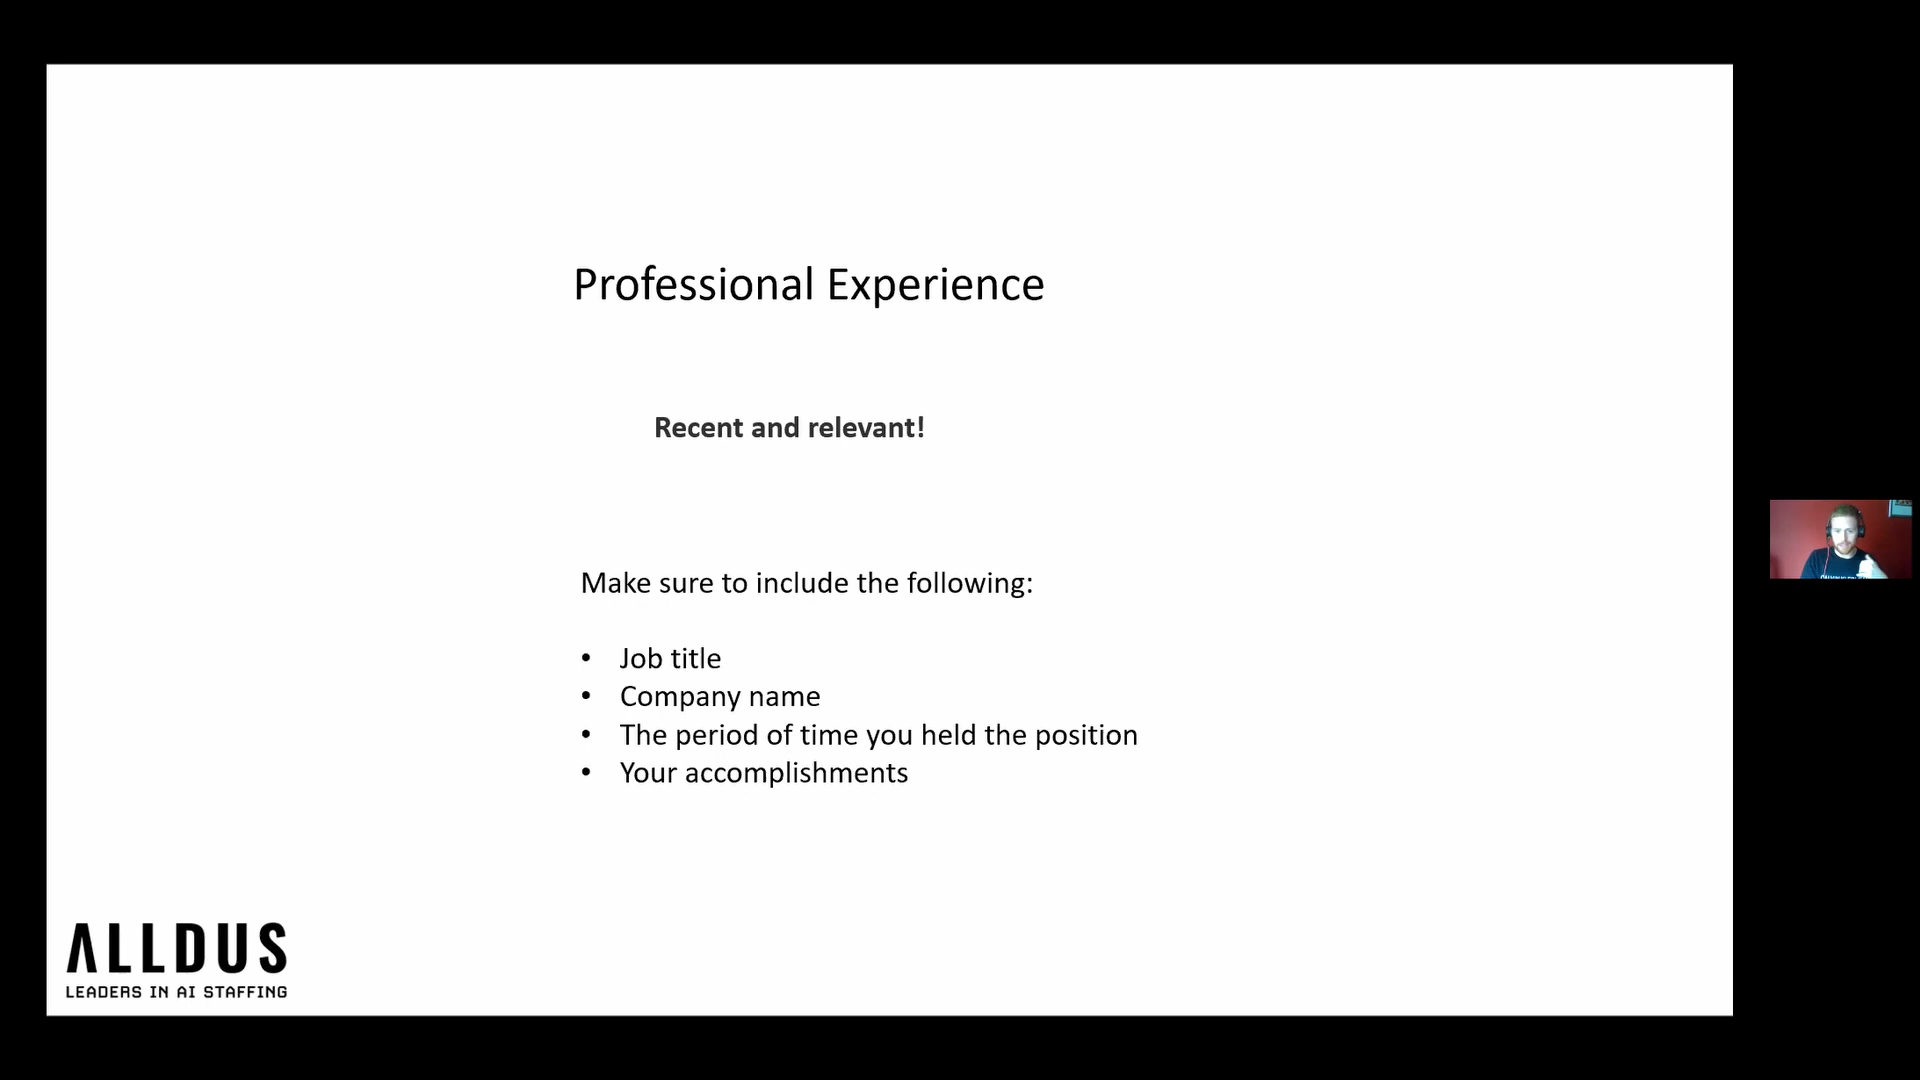 Professional Experience
Recent and relevant!
Make sure to include the following:
• Job title
• Company name
• The period of time you held the position
• Your accomplishments
ALLDUS
LEADERS IN AI STAFFING